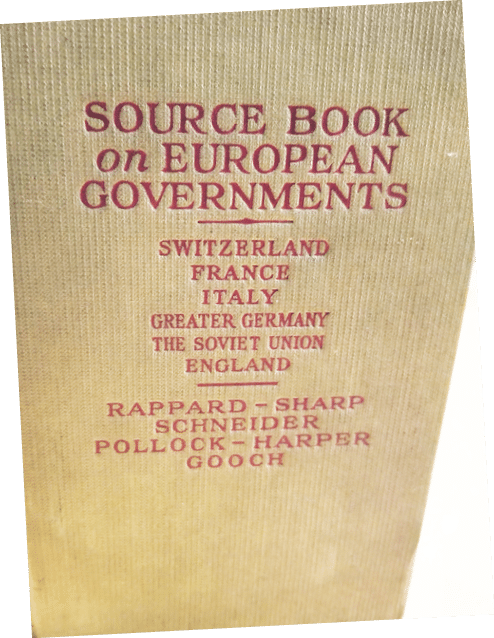 SOURCE BOOK
on EUROPEAN
GOVERNMENTS
SWITZERLAND
FRANCE
ITALY
GREATER GERMANY
THE SOVIET UNION
ENGLAND
RAPPARD – SHARP
SCHNEIDER
POLLOCK – HARPER
GOOCH